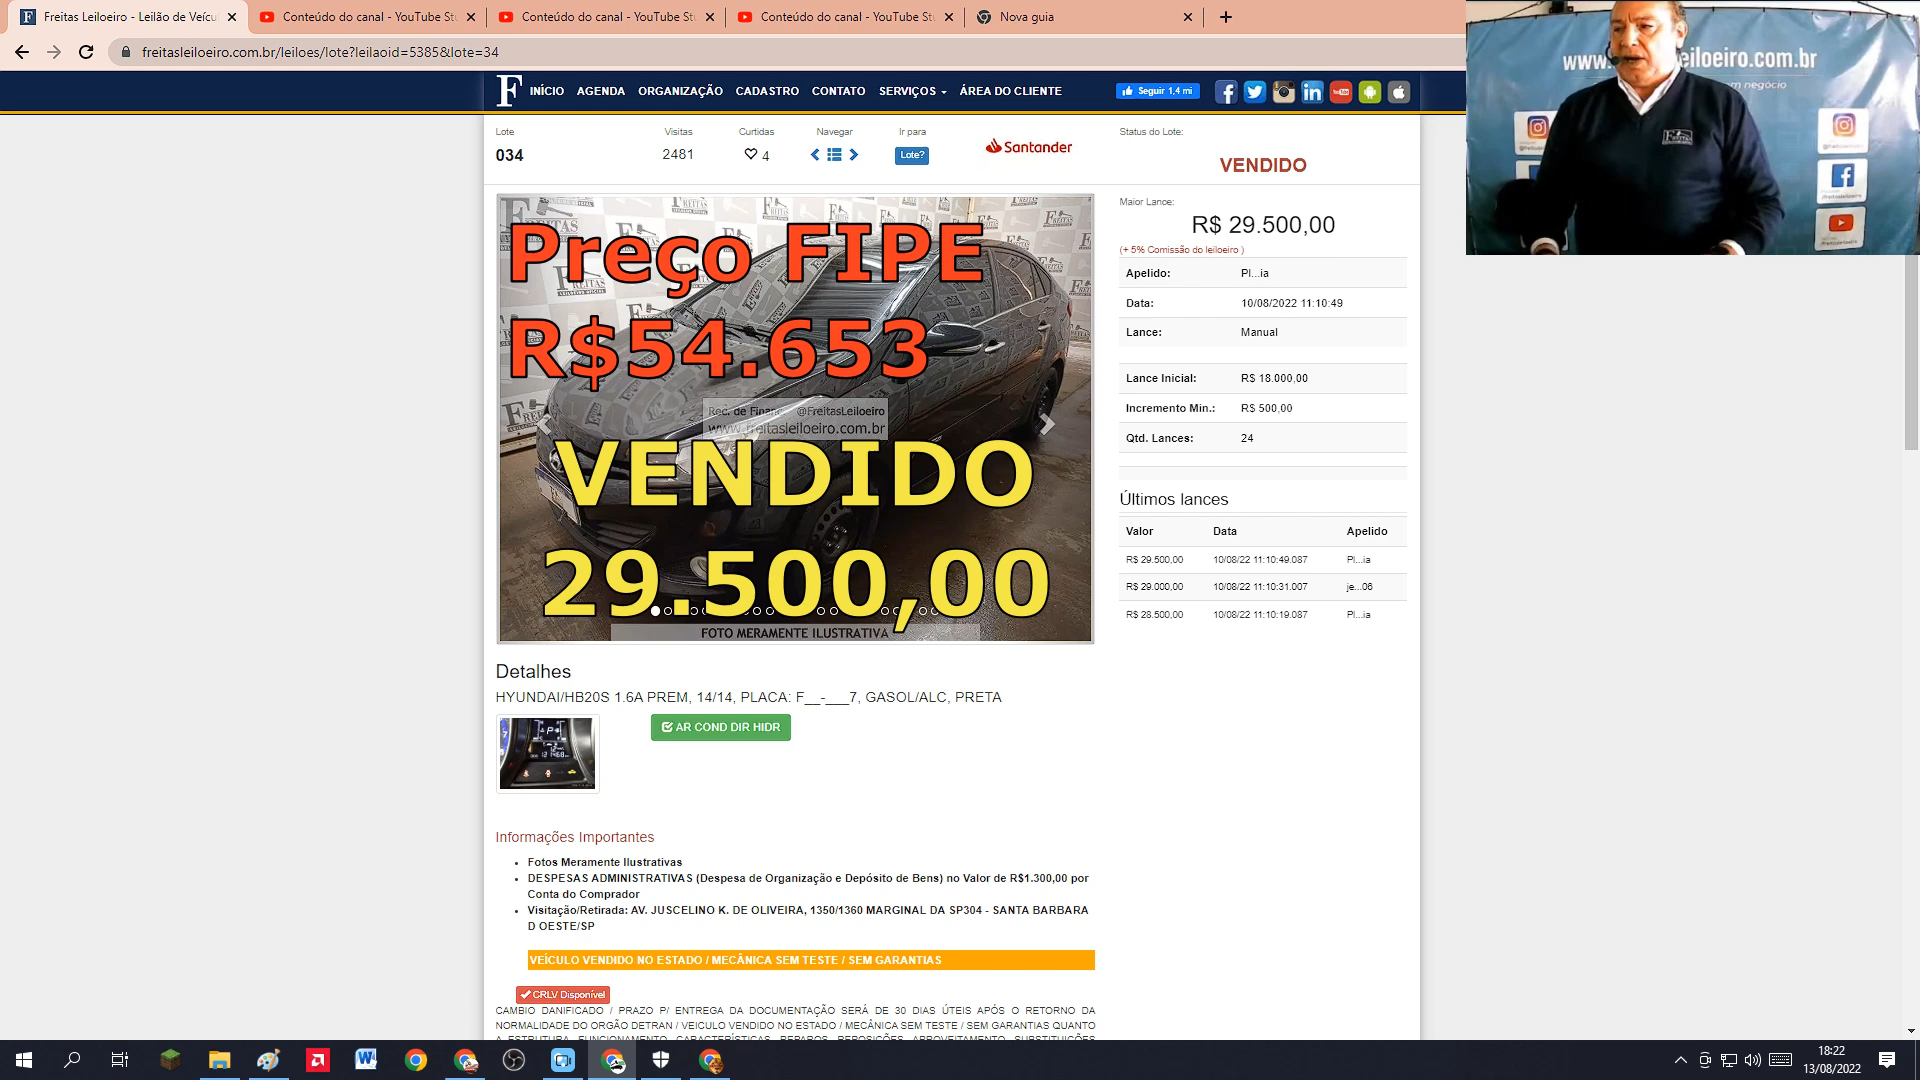 Freitas Leiloeiro - Leilão de Veícu
Conteúdo do canal - YouTube St
Conteúdo do canal - YouTube St
Conteúdo do canal - YouTube St
Nova guia
freitasleiloeiro.com.br/leiloes/lote?leilaoid=5385&lote=34
F INÍCIO AGENDA ORGANIZAÇÃO CADASTRO CONTATO SERVIÇOS ÁREA DO CLIENTE
Seguir 1,4 mi
www.
eiloeiro.com.br
m negócio
Lote Visitas Curtidas Navegar Ir para
034 2481 4 Lote?
Santander
Status do Lote:
VENDIDO
Preço FIPE
R$54.653
Rec. de Financ. @FreitasLeiloeiro
www.freitasleiloeiro.com.br
VENDIDO
29.500,00
FOTO MERAMENTE ILUSTRATIVA
Maior Lance:
R$ 29.500,00
(+ 5% Comissão do leiloeiro )
Apelido: Pl...ia
Data: 10/08/2022 11:10:49
Lance: Manual
Lance Inicial: R$ 18.000,00
Incremento Min.: R$ 500,00
Qtd. Lances: 24
Últimos lances
Valor Data Apelido
R$ 29.500,00 10/08/22 11:10:49.087 Pl...ia
R$ 29.000,00 10/08/22 11:10:31.007 je...06
R$ 28.500,00 10/08/22 11:10:19.087 Pl...ia
Detalhes
HYUNDAI/HB20S 1.6A PREM, 14/14, PLACA: F__-___7, GASOL/ALC, PRETA
AR COND DIR HIDR
Informações Importantes
Fotos Meramente Ilustrativas
DESPESAS ADMINISTRATIVAS (Despesa de Organização e Depósito de Bens) no Valor de R$1.300,00 por
Conta do Comprador
Visitação/Retirada: AV. JUSCELINO K. DE OLIVEIRA, 1350/1360 MARGINAL DA SP304 - SANTA BARBARA
D OESTE/SP
VEÍCULO VENDIDO NO ESTADO / MECÂNICA SEM TESTE / SEM GARANTIAS
CRLV Disponível
CAMBIO DANIFICADO / PRAZO P/ ENTREGA DA DOCUMENTAÇÃO SERÁ DE 30 DIAS ÚTEIS APÓS O RETORNO DA
NORMALIDADE DO ORGÃO DETRAN / VEICULO VENDIDO NO ESTADO / MECÂNICA SEM TESTE / SEM GARANTIAS QUANTO
18:22
13/08/2022